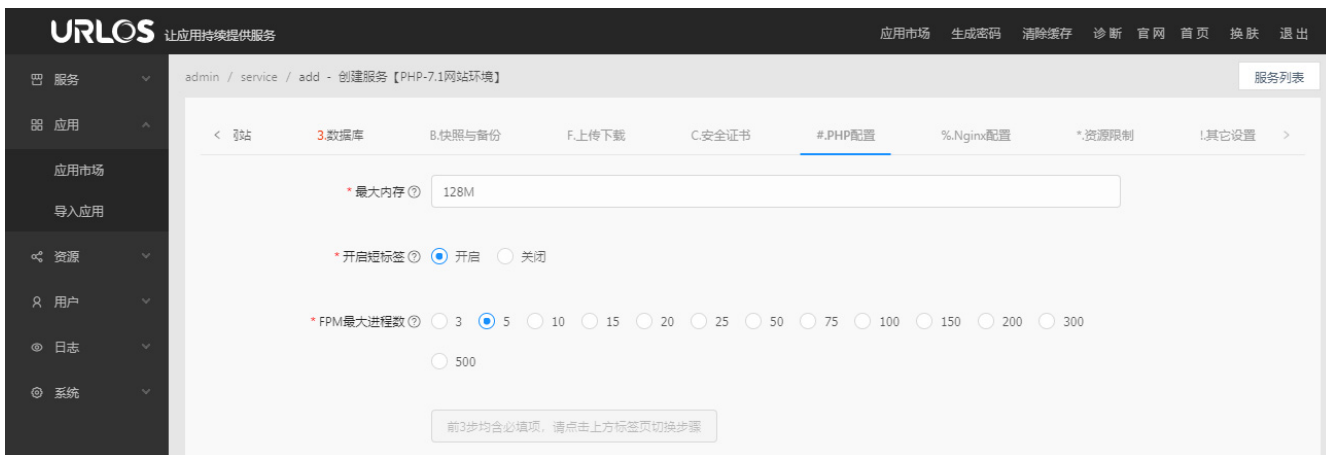 URLOS 让应用持续提供服务 应用市场 生成密码 清除缓存 诊断 官网 首页 换肤 退出
服务 admin / service / add - 创建服务【PHP-7.1网站环境】 服务列表
应用 < 3.数据库 B.快照与备份 F.上传下载 C.安全证书 #.PHP配置 %.Nginx配置 *.资源限制 !.其它设置 >
应用市场
* 最大内存 128M
导入应用
资源 * 开启短标签 开启 关闭
用户
* FPM最大进程数 3 5 10 15 20 25 50 75 100 150 200 300
日志
500
系统
前3步均含必填项，请点击上方标签页切换步骤